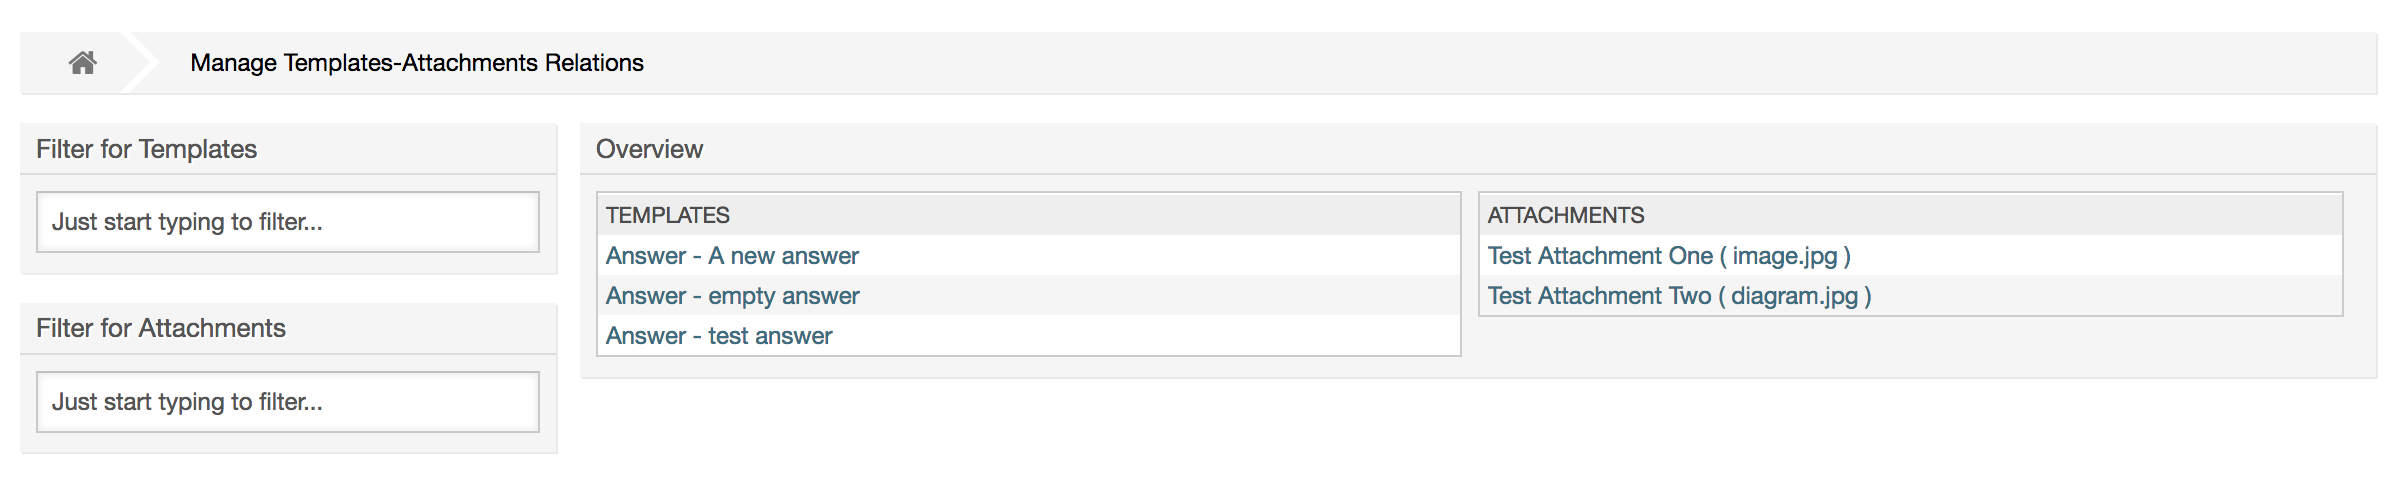 Manage Templates-Attachments Relations
Filter for Templates
Just start typing to filter...
Filter for Attachments
Just start typing to filter...
Overview
TEMPLATES
Answer - A new answer
Answer - empty answer
Answer - test answer
ATTACHMENTS
Test Attachment One ( image.jpg )
Test Attachment Two ( diagram.jpg )